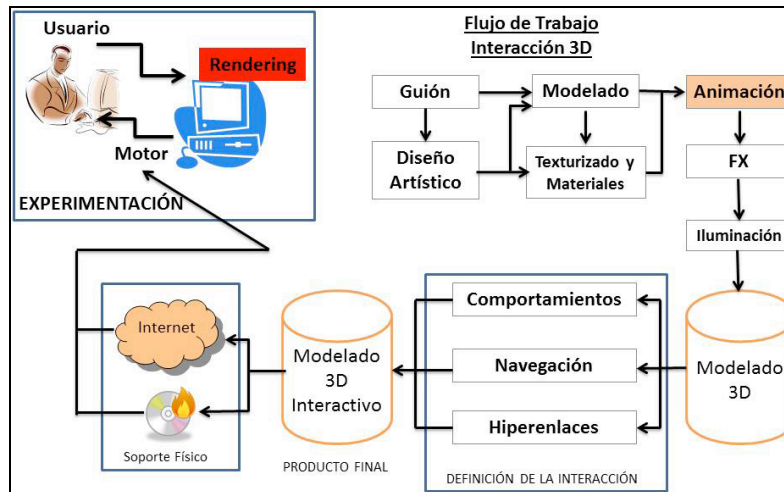 Flujo de Trabajo
Interacción 3D
Usuario
Rendering
Motor
EXPERIMENTACIÓN
Guión
Modelado
Animación
Diseño
Artístico
Texturizado y
Materiales
FX
Iluminación
Modelado
3D
Comportamientos
Navegación
Hiperenlaces
DEFINICIÓN DE LA INTERACCIÓN
Modelado
3D
Interactivo
PRODUCTO FINAL
Internet
Soporte Físico